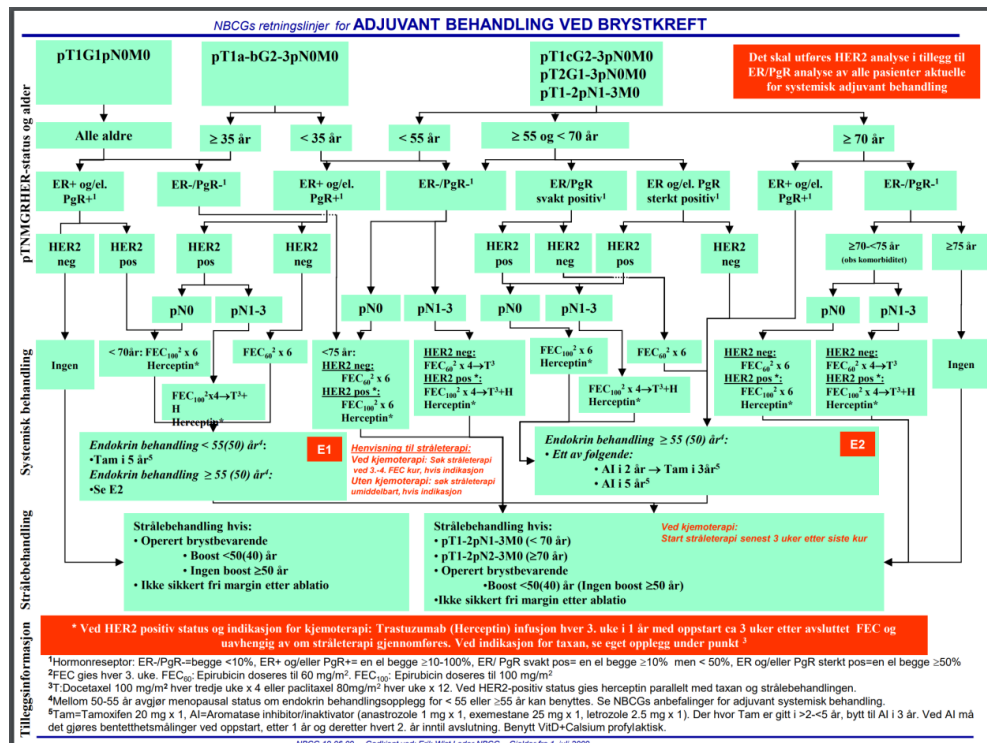 NBCGs retningslinjer for ADJUVANT BEHANDLING VED BRYSTKREFT
pT1G1pN0M0
pT1a-bG2-3pN0M0
pT1cG2-3pN0M0
pT2G1-3pN0M0
pT1-2pN1-3M0
Det skal utføres HER2 analyse i tillegg til
ER/PgR analyse av alle pasienter aktuelle
for systemisk adjuvant behandling
pTNMGRHER-status og alder
Alle aldre
≥ 35 år
< 35 år
< 55 år
≥ 55 og < 70 år
≥ 70 år
ER+ og/el.
PgR+¹
ER-/PgR-¹
ER+ og/el.
PgR+¹
ER-/PgR-¹
ER/PgR
svakt positiv¹
ER og/el. PgR
sterkt positiv¹
ER+ og/el.
PgR+¹
ER-/PgR-¹
HER2
neg
HER2
pos
HER2
pos
HER2
neg
HER2
pos
HER2
neg
HER2
pos
HER2
neg
≥70-<75 år
(obs komorbiditet)
≥75 år
pN0
pN1-3
pN0
pN1-3
pN0
pN1-3
pN0
pN1-3
Systemisk behandling
Ingen
< 70år: FEC₁₀₀² x 6
Herceptin*
FEC₁₀₀²x4→T³+
H
Herceptin*
FEC₆₀² x 6
<75 år:
HER2 neg:
FEC₆₀² x 6
HER2 pos *:
FEC₁₀₀² x 6
Herceptin*
HER2 neg:
FEC₆₀² x 4→T³
HER2 pos *:
FEC₁₀₀² x 4→T³+H
Herceptin*
FEC₁₀₀² x 6
Herceptin*
FEC₁₀₀² x 4→T³+H
Herceptin*
FEC₆₀² x 6
HER2 neg:
FEC₆₀² x 6
HER2 pos *:
FEC₁₀₀² x 6
Herceptin*
HER2 neg:
FEC₆₀² x 4→T³
HER2 pos *:
FEC₁₀₀² x 4→T³+H
Herceptin*
Ingen
Endokrin behandling < 55(50) år⁴:
•Tam i 5 år⁵
Endokrin behandling ≥ 55 (50) år⁴:
•Se E2
E1
Henvisning til stråleterapi:
Ved kjemoterapi: Søk stråleterapi
ved 3.-4. FEC kur, hvis indikasjon
Uten kjemoterapi: søk stråleterapi
umiddelbart, hvis indikasjon
Endokrin behandling ≥ 55 (50) år⁴:
• Ett av følgende:
• AI i 2 år → Tam i 3år⁵
• AI i 5 år⁵
E2
Strålebehandling
Strålebehandling hvis:
• Operert brystbevarende
• Boost <50(40) år
• Ingen boost ≥50 år
• Ikke sikkert fri margin etter ablatio
Strålebehandling hvis:
• pT1-2pN1-3M0 (< 70 år)
• pT1-2pN2-3M0 (≥70 år)
• Operert brystbevarende
•Boost <50(40) år (Ingen boost ≥50 år)
•Ikke sikkert fri margin etter ablatio
Ved kjemoterapi:
Start stråleterapi senest 3 uker etter siste kur
Tilleggsinformasjon
* Ved HER2 positiv status og indikasjon for kjemoterapi: Trastuzumab (Herceptin) infusjon hver 3. uke i 1 år med oppstart ca 3 uker etter avsluttet FEC og
uavhengig av om stråleterapi gjennomføres. Ved indikasjon for taxan, se eget opplegg under punkt ³
¹Hormonreseptor: ER-/PgR-=begge <10%, ER+ og/eller PgR+= en el begge ≥10-100%, ER/ PgR svakt pos= en el begge ≥10% men < 50%, ER og/eller PgR sterkt pos=en el begge ≥50%
²FEC gies hver 3. uke. FEC₆₀: Epirubicin doseres til 60 mg/m². FEC₁₀₀: Epirubicin doseres til 100 mg/m²
³T:Docetaxel 100 mg/m² hver tredje uke x 4 eller paclitaxel 80mg/m² hver uke x 12. Ved HER2-positiv status gies herceptin parallelt med taxan og strålebehandlingen.
⁴Mellom 50-55 år avgjør menopausal status om endokrin behandlingsopplegg for < 55 eller ≥55 år kan benyttes. Se NBCGs anbefalinger for adjuvant systemisk behandling.
⁵Tam=Tamoxifen 20 mg x 1, AI=Aromatase inhibitor/inaktivator (anastrozole 1 mg x 1, exemestane 25 mg x 1, letrozole 2.5 mg x 1). Der hvor Tam er gitt i >2-<5 år, bytt til AI i 3 år. Ved AI må
det gjøres bentetthetsmålinger ved oppstart, etter 1 år og deretter hvert 2. år inntil avslutning. Benytt VitD+Calsium profylaktisk.